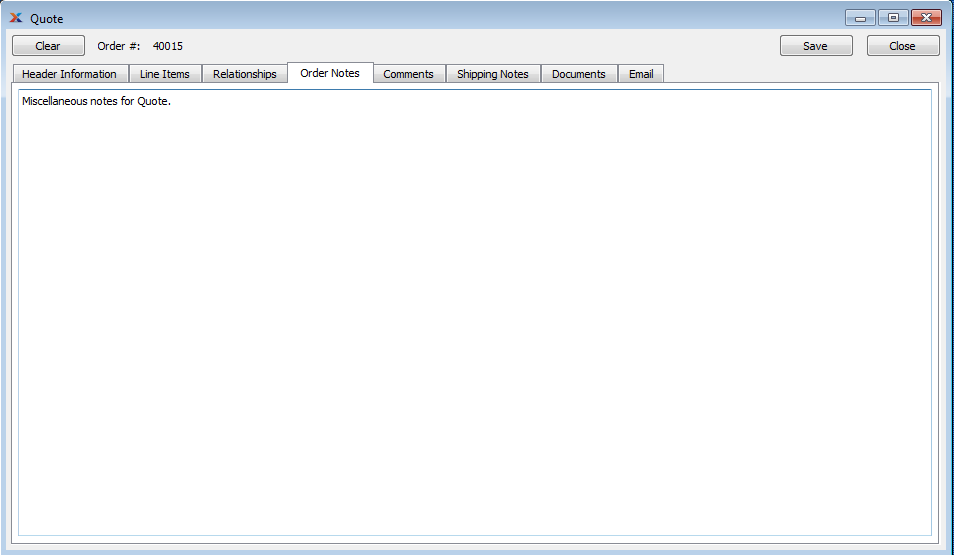 Quote
Clear Order #: 40015 Save Close
Header Information Line Items Relationships Order Notes Comments Shipping Notes Documents Email
Miscellaneous notes for Quote.